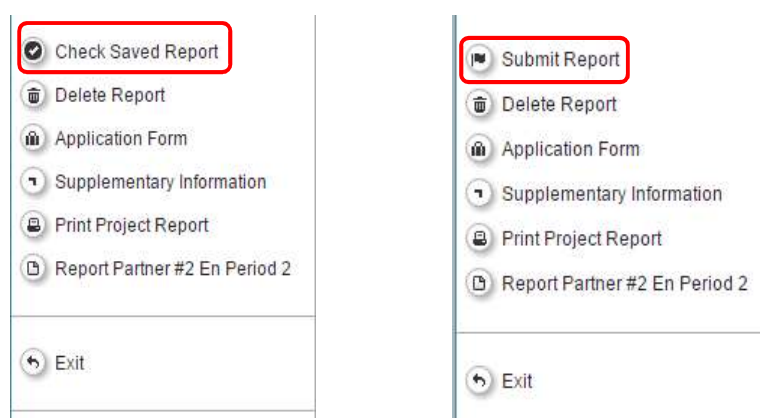 Check Saved Report
Delete Report
Application Form
Supplementary Information
Print Project Report
Report Partner #2 En Period 2
Exit
Submit Report
Delete Report
Application Form
Supplementary Information
Print Project Report
Report Partner #2 En Period 2
Exit